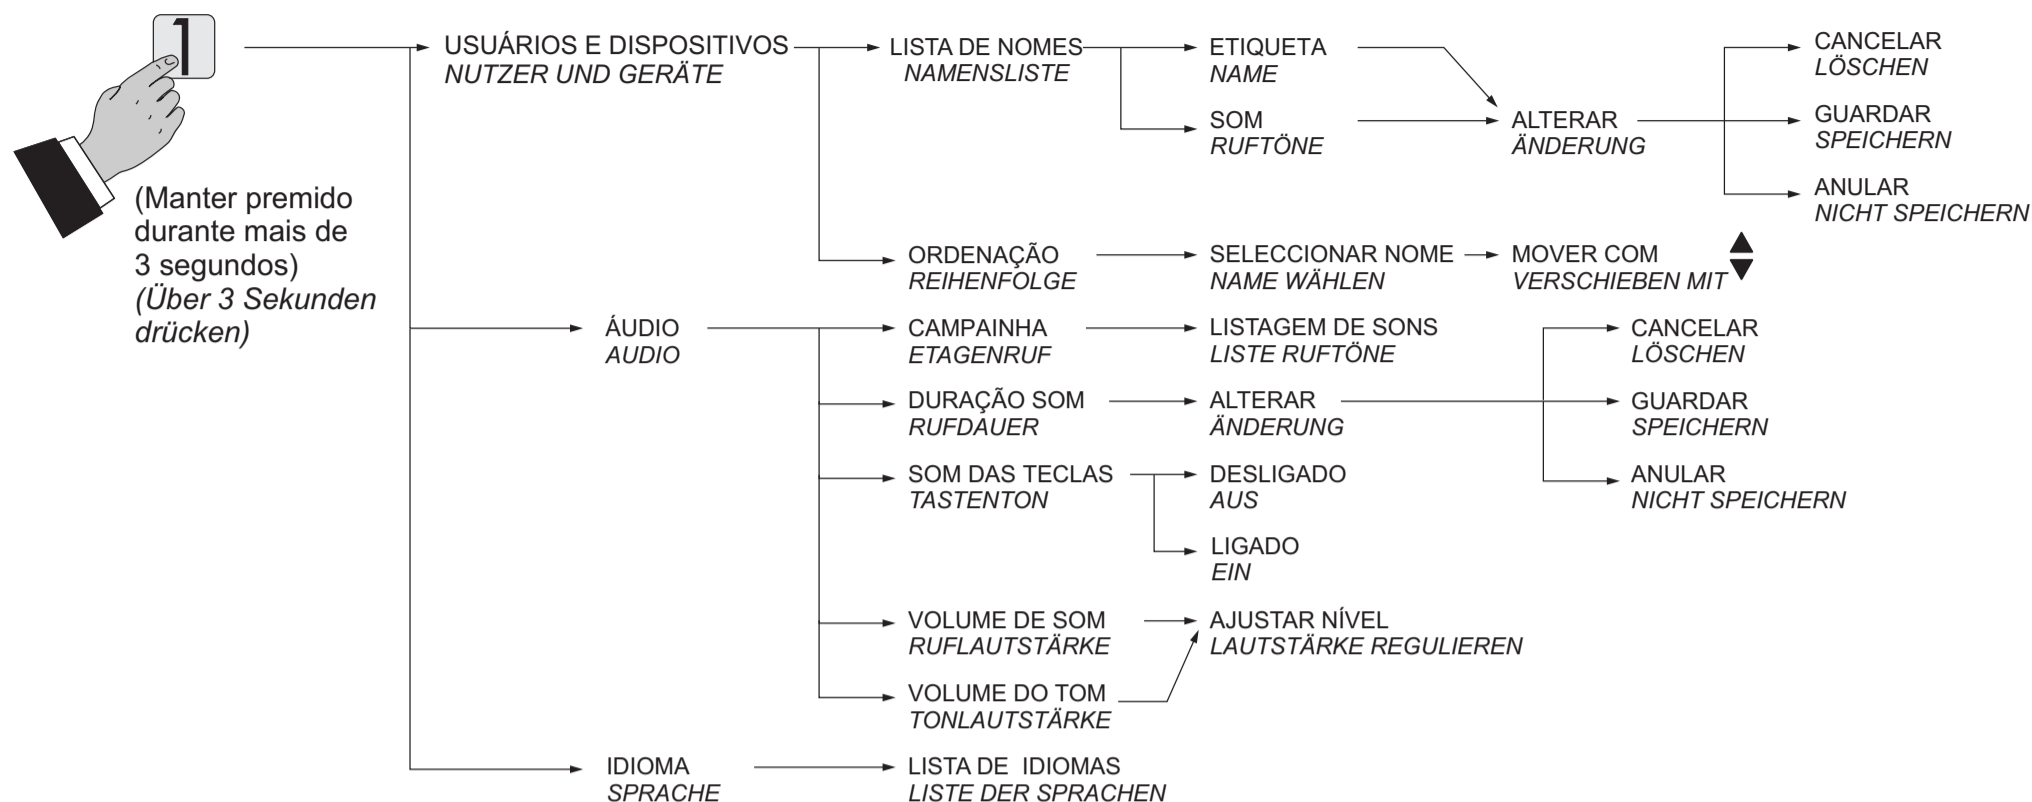 1
(Manter premido
durante mais de
3 segundos)
(Über 3 Sekunden
drücken)
USUÁRIOS E DISPOSITIVOS
NUTZER UND GERÄTE
LISTA DE NOMES
NAMENSLISTE
ETIQUETA
NAME
SOM
RUFTÖNE
ALTERAR
ÄNDERUNG
CANCELAR
LÖSCHEN
GUARDAR
SPEICHERN
ANULAR
NICHT SPEICHERN
ORDENAÇÃO
REIHENFOLGE
SELECCIONAR NOME
NAME WÄHLEN
MOVER COM
VERSCHIEBEN MIT
ÁUDIO
AUDIO
CAMPAINHA
ETAGENRUF
LISTAGEM DE SONS
LISTE RUFTÖNE
DURAÇÃO SOM
RUFDAUER
ALTERAR
ÄNDERUNG
CANCELAR
LÖSCHEN
GUARDAR
SPEICHERN
ANULAR
NICHT SPEICHERN
SOM DAS TECLAS
TASTENTON
DESLIGADO
AUS
LIGADO
EIN
VOLUME DE SOM
RUFLAUTSTÄRKE
AJUSTAR NÍVEL
LAUTSTÄRKE REGULIEREN
VOLUME DO TOM
TONLAUTSTÄRKE
IDIOMA
SPRACHE
LISTA DE IDIOMAS
LISTE DER SPRACHEN